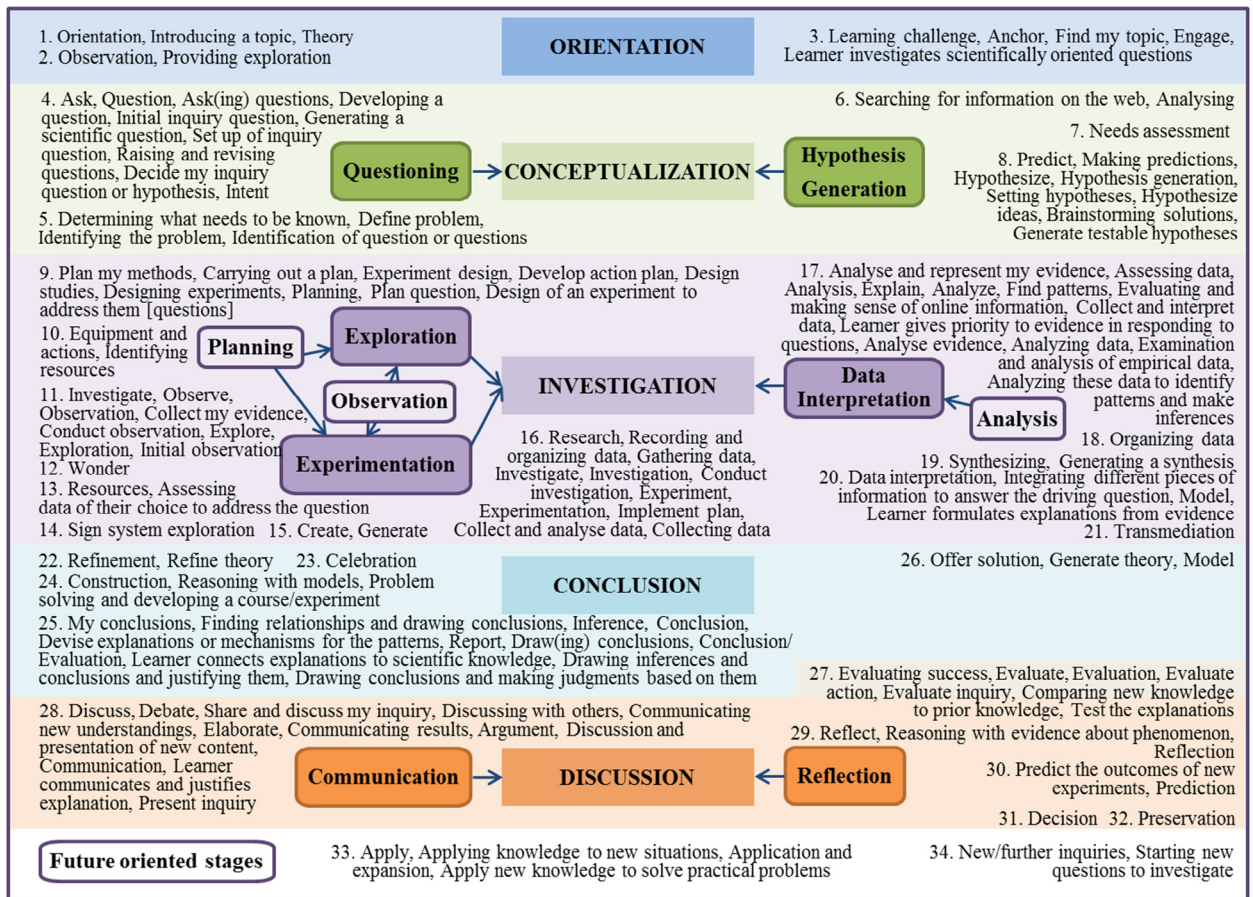 1. Orientation, Introducing a topic, Theory
2. Observation, Providing exploration
ORIENTATION
3. Learning challenge, Anchor, Find my topic, Engage,
Learner investigates scientifically oriented questions
4. Ask, Question, Ask(ing) questions, Developing a
question, Initial inquiry question, Generating a
scientific question, Set up of inquiry
question, Raising and revising
questions, Decide my inquiry
question or hypothesis, Intent
5. Determining what needs to be known, Define problem,
Identifying the problem, Identification of question or questions
Questioning
CONCEPTUALIZATION
Hypothesis
Generation
6. Searching for information on the web, Analysing
7. Needs assessment
8. Predict, Making predictions,
Hypothesize, Hypothesis generation,
Setting hypotheses, Hypothesize
ideas, Brainstorming solutions,
Generate testable hypotheses
9. Plan my methods, Carrying out a plan, Experiment design, Develop action plan, Design
studies, Designing experiments, Planning, Plan question, Design of an experiment to
address them [questions]
10. Equipment and
actions, Identifying
resources
11. Investigate, Observe,
Observation, Collect my evidence,
Conduct observation, Explore,
Exploration, Initial observation
12. Wonder
13. Resources, Assessing
data of their choice to address the question
14. Sign system exploration
15. Create, Generate
Planning
Exploration
Observation
Experimentation
INVESTIGATION
16. Research, Recording and
organizing data, Gathering data,
Investigate, Investigation, Conduct
investigation, Experiment,
Experimentation, Implement plan,
Collect and analyse data, Collecting data
Data
Interpretation
Analysis
17. Analyse and represent my evidence, Assessing data,
Analysis, Explain, Analyze, Find patterns, Evaluating and
making sense of online information, Collect and interpret
data, Learner gives priority to evidence in responding to
questions, Analyse evidence, Analyzing data, Examination
and analysis of empirical data,
Analyzing these data to identify
patterns and make
inferences
18. Organizing data
19. Synthesizing, Generating a synthesis
20. Data interpretation, Integrating different pieces of
information to answer the driving question, Model,
Learner formulates explanations from evidence
21. Transmediation
22. Refinement, Refine theory
23. Celebration
24. Construction, Reasoning with models, Problem
solving and developing a course/experiment
25. My conclusions, Finding relationships and drawing conclusions, Inference, Conclusion,
Devise explanations or mechanisms for the patterns, Report, Draw(ing) conclusions, Conclusion/
Evaluation, Learner connects explanations to scientific knowledge, Drawing inferences and
conclusions and justifying them, Drawing conclusions and making judgments based on them
CONCLUSION
26. Offer solution, Generate theory, Model
27. Evaluating success, Evaluate, Evaluation, Evaluate
action, Evaluate inquiry, Comparing new knowledge
to prior knowledge, Test the explanations
28. Discuss, Debate, Share and discuss my inquiry, Discussing with others, Communicating
new understandings, Elaborate, Communicating results, Argument, Discussion and
presentation of new content,
Communication, Learner
communicates and justifies
explanation, Present inquiry
Communication
DISCUSSION
Reflection
29. Reflect, Reasoning with evidence about phenomenon,
Reflection
30. Predict the outcomes of new
experiments, Prediction
31. Decision
32. Preservation
Future oriented stages
33. Apply, Applying knowledge to new situations, Application and
expansion, Apply new knowledge to solve practical problems
34. New/further inquiries, Starting new
questions to investigate